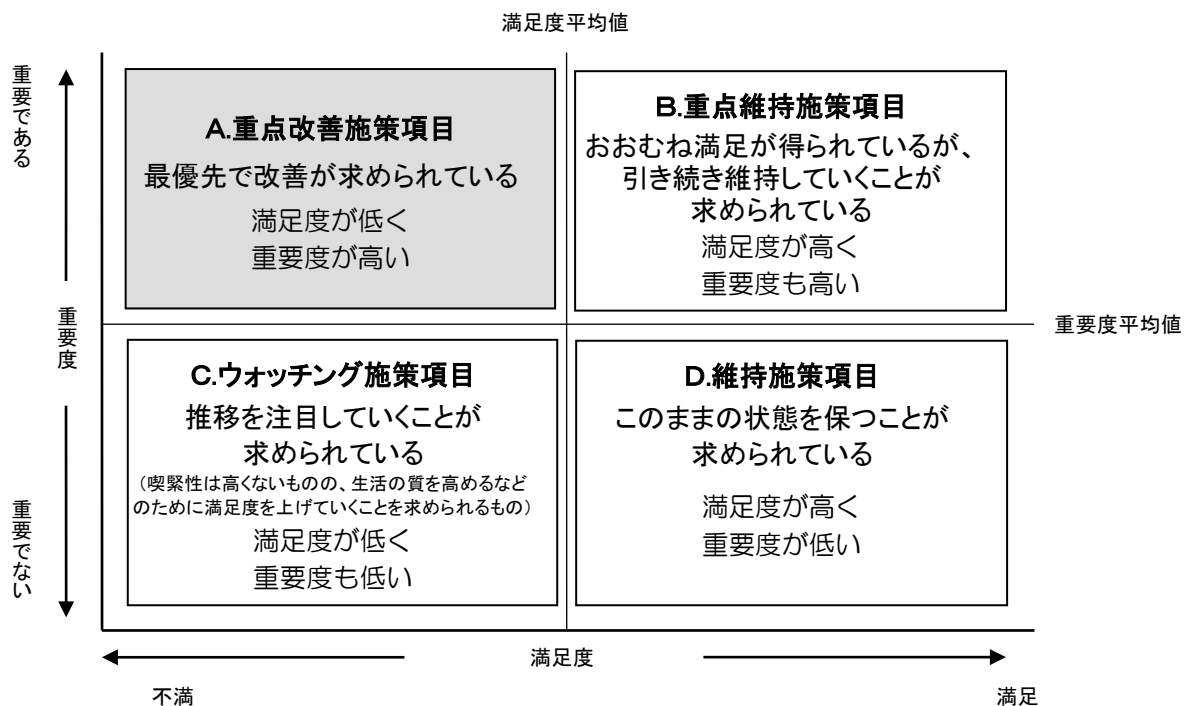 満足度平均値
重要である
A.重点改善施策項目
最優先で改善が求められている
満足度が低く
重要度が高い
B.重点維持施策項目
おおむね満足が得られているが、
引き続き維持していくことが
求められている
満足度が高く
重要度も高い
重要度
重要度平均値
C.ウォッチング施策項目
推移を注目していくことが
求められている
（喫緊性は高くないものの、生活の質を高めるなど
のために満足度を上げていくことを求められるもの）
満足度が低く
重要度も低い
D.維持施策項目
このままの状態を保つことが
求められている
満足度が高く
重要度が低い
重要でない
満足度
不満
満足